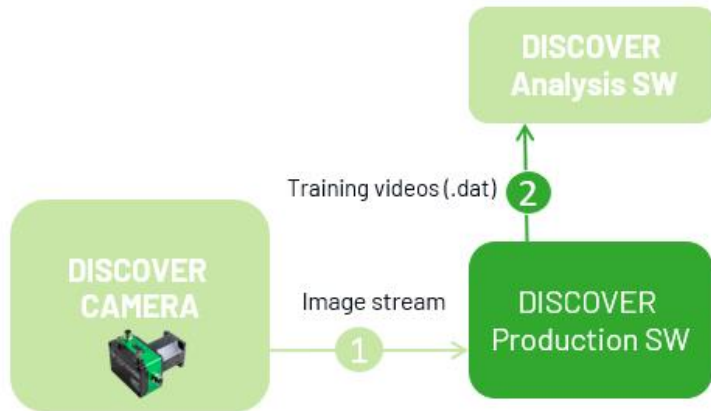 DISCOVER
Analysis SW
Training videos (.dat)
2
DISCOVER
CAMERA
Image stream
1
DISCOVER
Production SW